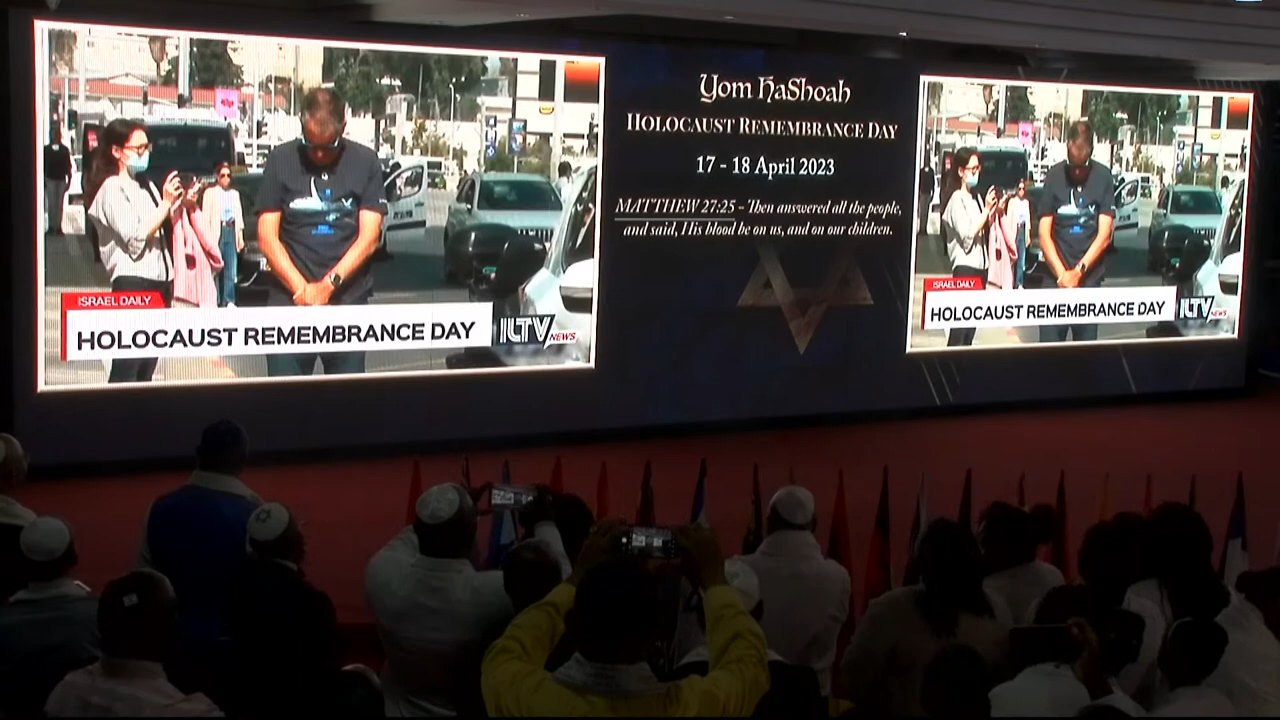 ISRAEL DAILY
HOLOCAUST REMEMBRANCE DAY
ILTV NEWS
Yom HaShoah
HOLOCAUST REMEMBRANCE DAY
17 - 18 April 2023
MATTHEW 27:25 - Then answered all the people,
and said, His blood be on us, and on our children.
ISRAEL DAILY
HOLOCAUST REMEMBRANCE DAY
ILTV NEWS